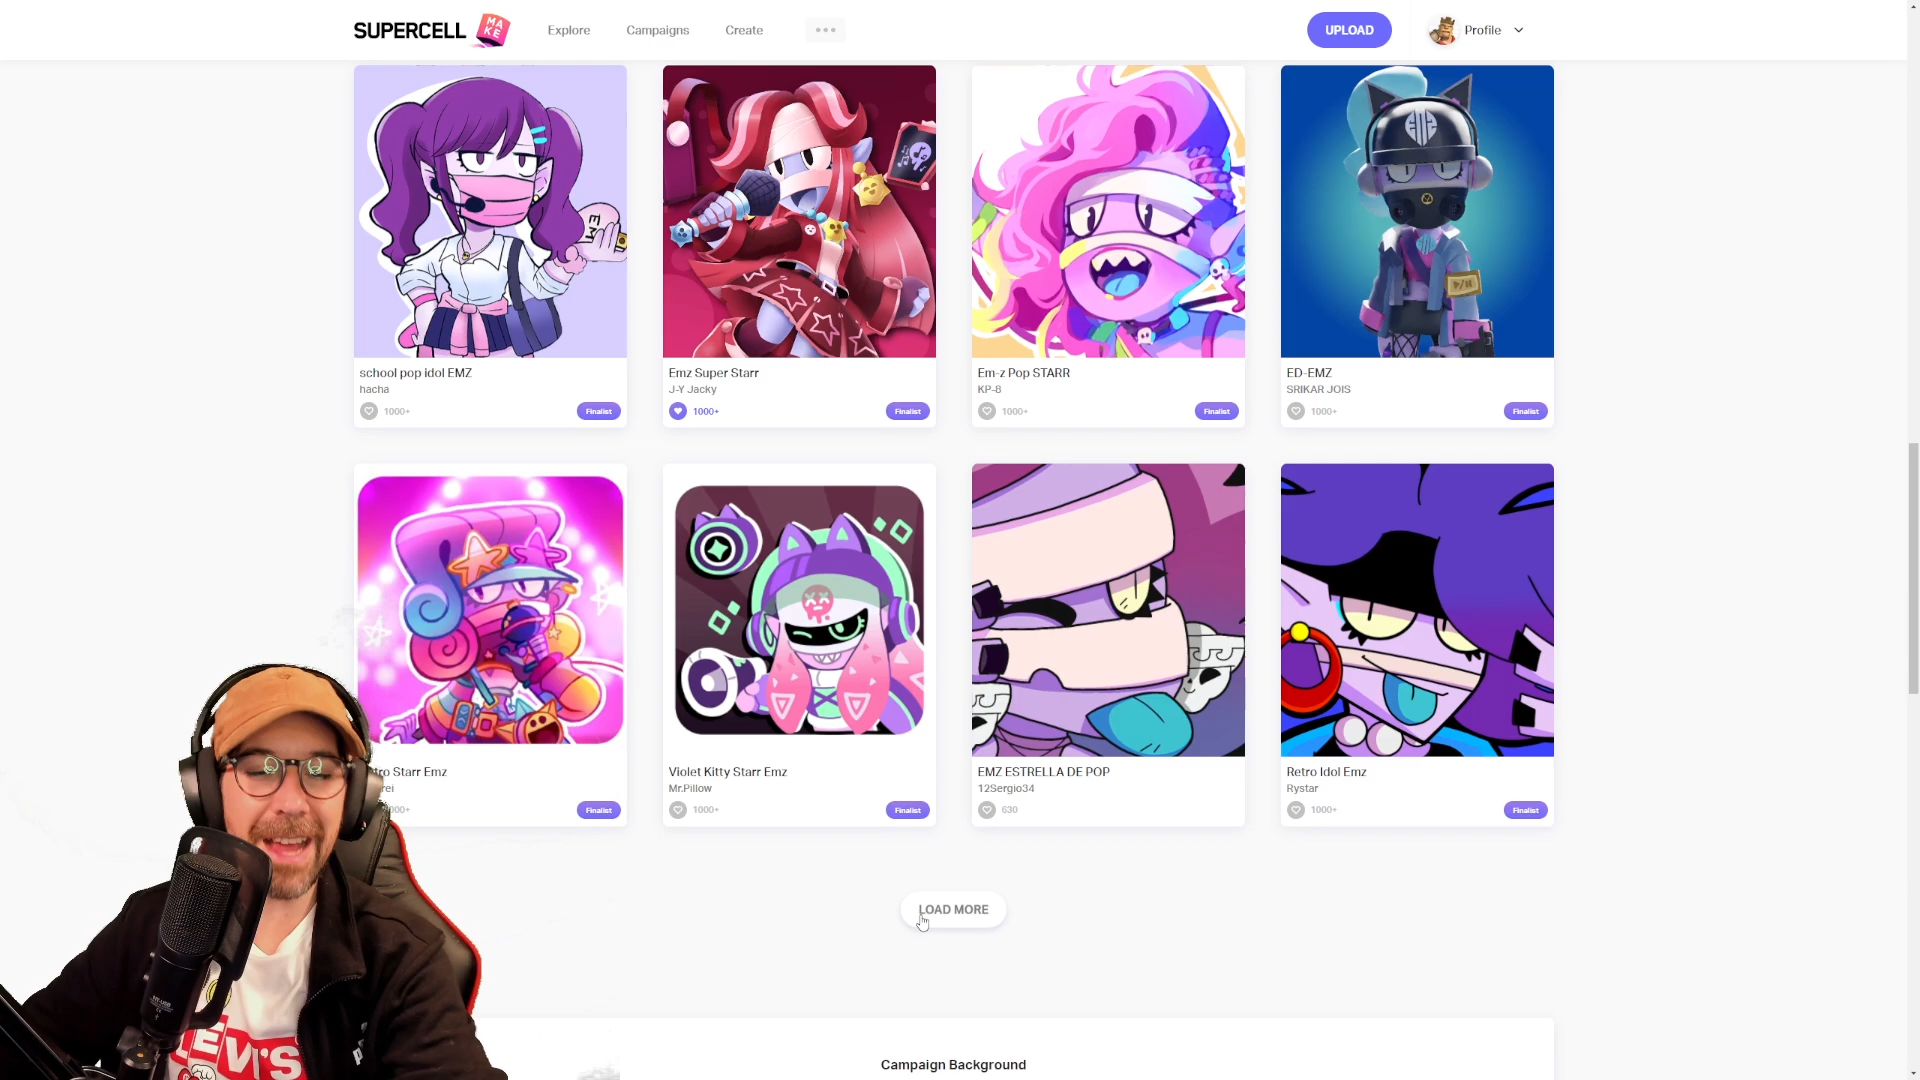 SUPERCELL MAKE
Explore
Campaigns
Create
UPLOAD
Profile
school pop idol EMZ
hacha
1000+
Finalist
Emz Super Starr
J-Y Jacky
1000+
Finalist
Em-z Pop STARR
KP-8
1000+
Finalist
ED-EMZ
SRIKAR JOIS
1000+
Finalist
Starr Emz
Finalist
Violet Kitty Starr Emz
Mr.Pillow
1000+
Finalist
EMZ ESTRELLA DE POP
12Sergio34
630
Retro Idol Emz
Rystar
1000+
Finalist
LOAD MORE
Campaign Background